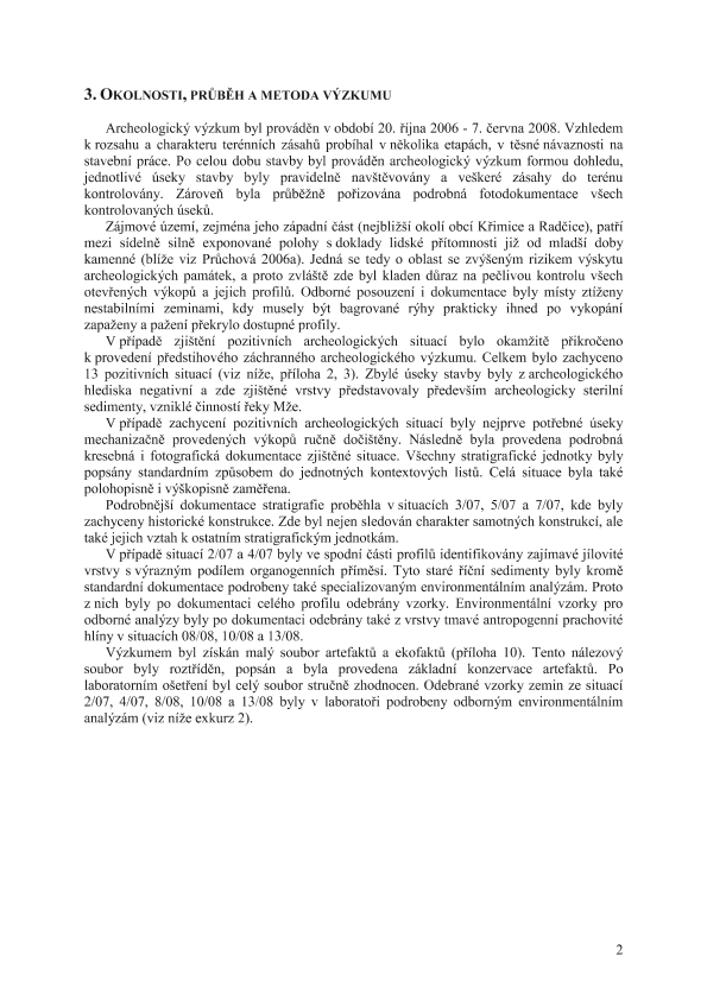 3. OKOLNOSTI, PRŮBĚH A METODA VÝZKUMU
Archeologický výzkum byl prováděn v období 20. října 2006 - 7. června 2008. Vzhledem
k rozsahu a charakteru terénních zásahů probíhal v několika etapách, v těsné návaznosti na
stavební práce. Po celou dobu stavby byl prováděn archeologický výzkum formou dohledu,
jednotlivé úseky stavby byly pravidelně navštěvovány a veškeré zásahy do terénu
kontrolovány. Zároveň byla průběžně pořizována podrobná fotodokumentace všech
kontrolovaných úseků.
Zájmové území, zejména jeho západní část (nejbližší okolí obcí Křimice a Radčice), patří
mezi sídelně silně exponované polohy s doklady lidské přítomnosti již od mladší doby
kamenné (blíže viz Průchová 2006a). Jedná se tedy o oblast se zvýšeným rizikem výskytu
archeologických památek, a proto zvláště zde byl kladen důraz na pečlivou kontrolu všech
otevřených výkopů a jejich profilů. Odborné posouzení i dokumentace byly místy ztíženy
nestabilními zeminami, kdy musely být bagrované rýhy prakticky ihned po vykopání
zapaženy a pažení překrylo dostupné profily.
V případě zjištění pozitivních archeologických situací bylo okamžitě přikročeno
k provedení předstihového záchranného archeologického výzkumu. Celkem bylo zachyceno
13 pozitivních situací (viz níže, příloha 2, 3). Zbylé úseky stavby byly z archeologického
hlediska negativní a zde zjištěné vrstvy představovaly především archeologicky sterilní
sedimenty, vzniklé činností řeky Mže.
V případě zachycení pozitivních archeologických situací byly nejprve potřebné úseky
mechanizačně provedených výkopů ručně dočištěny. Následně byla provedena podrobná
kresebná i fotografická dokumentace zjištěné situace. Všechny stratigrafické jednotky byly
popsány standardním způsobem do jednotných kontextových listů. Celá situace byla také
polohopisně i výškopisně zaměřena.
Podrobnější dokumentace stratigrafie proběhla v situacích 3/07, 5/07 a 7/07, kde byly
zachyceny historické konstrukce. Zde byl nejen sledován charakter samotných konstrukcí, ale
také jejich vztah k ostatním stratigrafickým jednotkám.
V případě situací 2/07 a 4/07 byly ve spodní části profilů identifikovány zajímavé jílovité
vrstvy s výrazným podílem organogenních příměsí. Tyto staré říční sedimenty byly kromě
standardní dokumentace podrobeny také specializovaným environmentálním analýzám. Proto
z nich byly po dokumentaci celého profilu odebrány vzorky. Environmentální vzorky pro
odborné analýzy byly po dokumentaci odebrány také z vrstvy tmavé antropogenní prachovité
hlíny v situacích 08/08, 10/08 a 13/08.
Výzkumem byl získán malý soubor artefaktů a ekofaktů (příloha 10). Tento nálezový
soubor byly roztříděn, popsán a byla provedena základní konzervace artefaktů. Po
laboratorním ošetření byl celý soubor stručně zhodnocen. Odebrané vzorky zemin ze situací
2/07, 4/07, 8/08, 10/08 a 13/08 byly v laboratoři podrobeny odborným environmentálním
analýzám (viz níže exkurz 2).
2